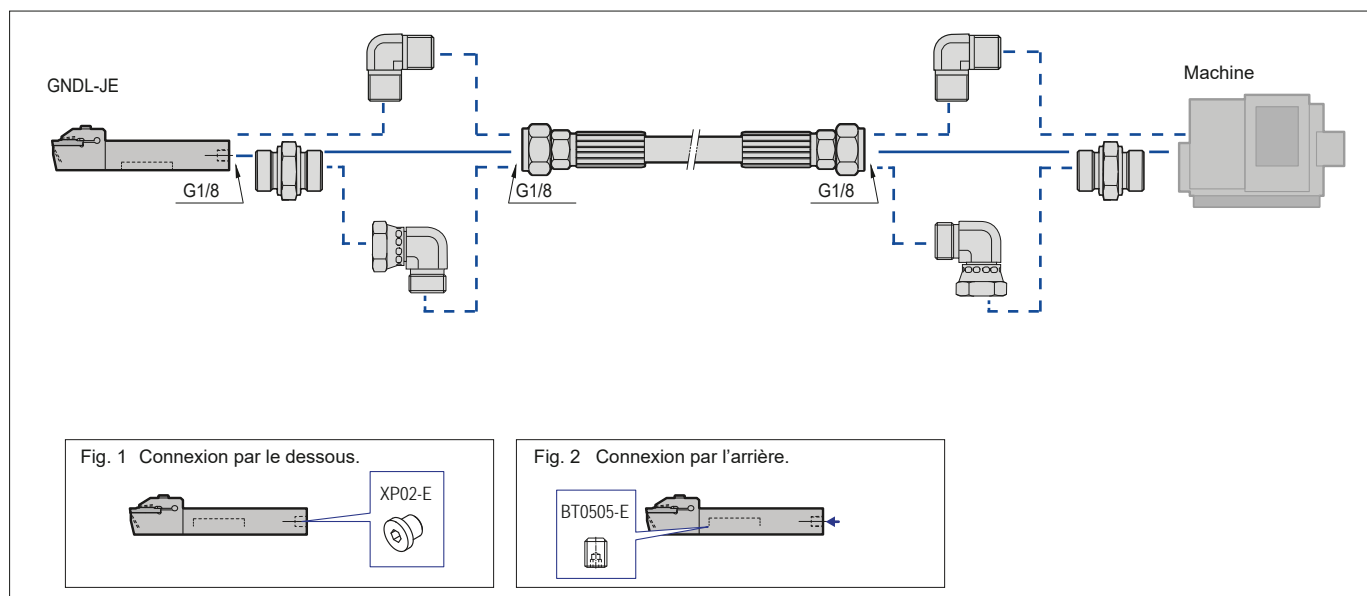 GNDL-JE
Machine
G1/8
G1/8
G1/8
Fig. 1 Connexion par le dessous.
XP02-E
Fig. 2 Connexion par l’arrière.
BT0505-E